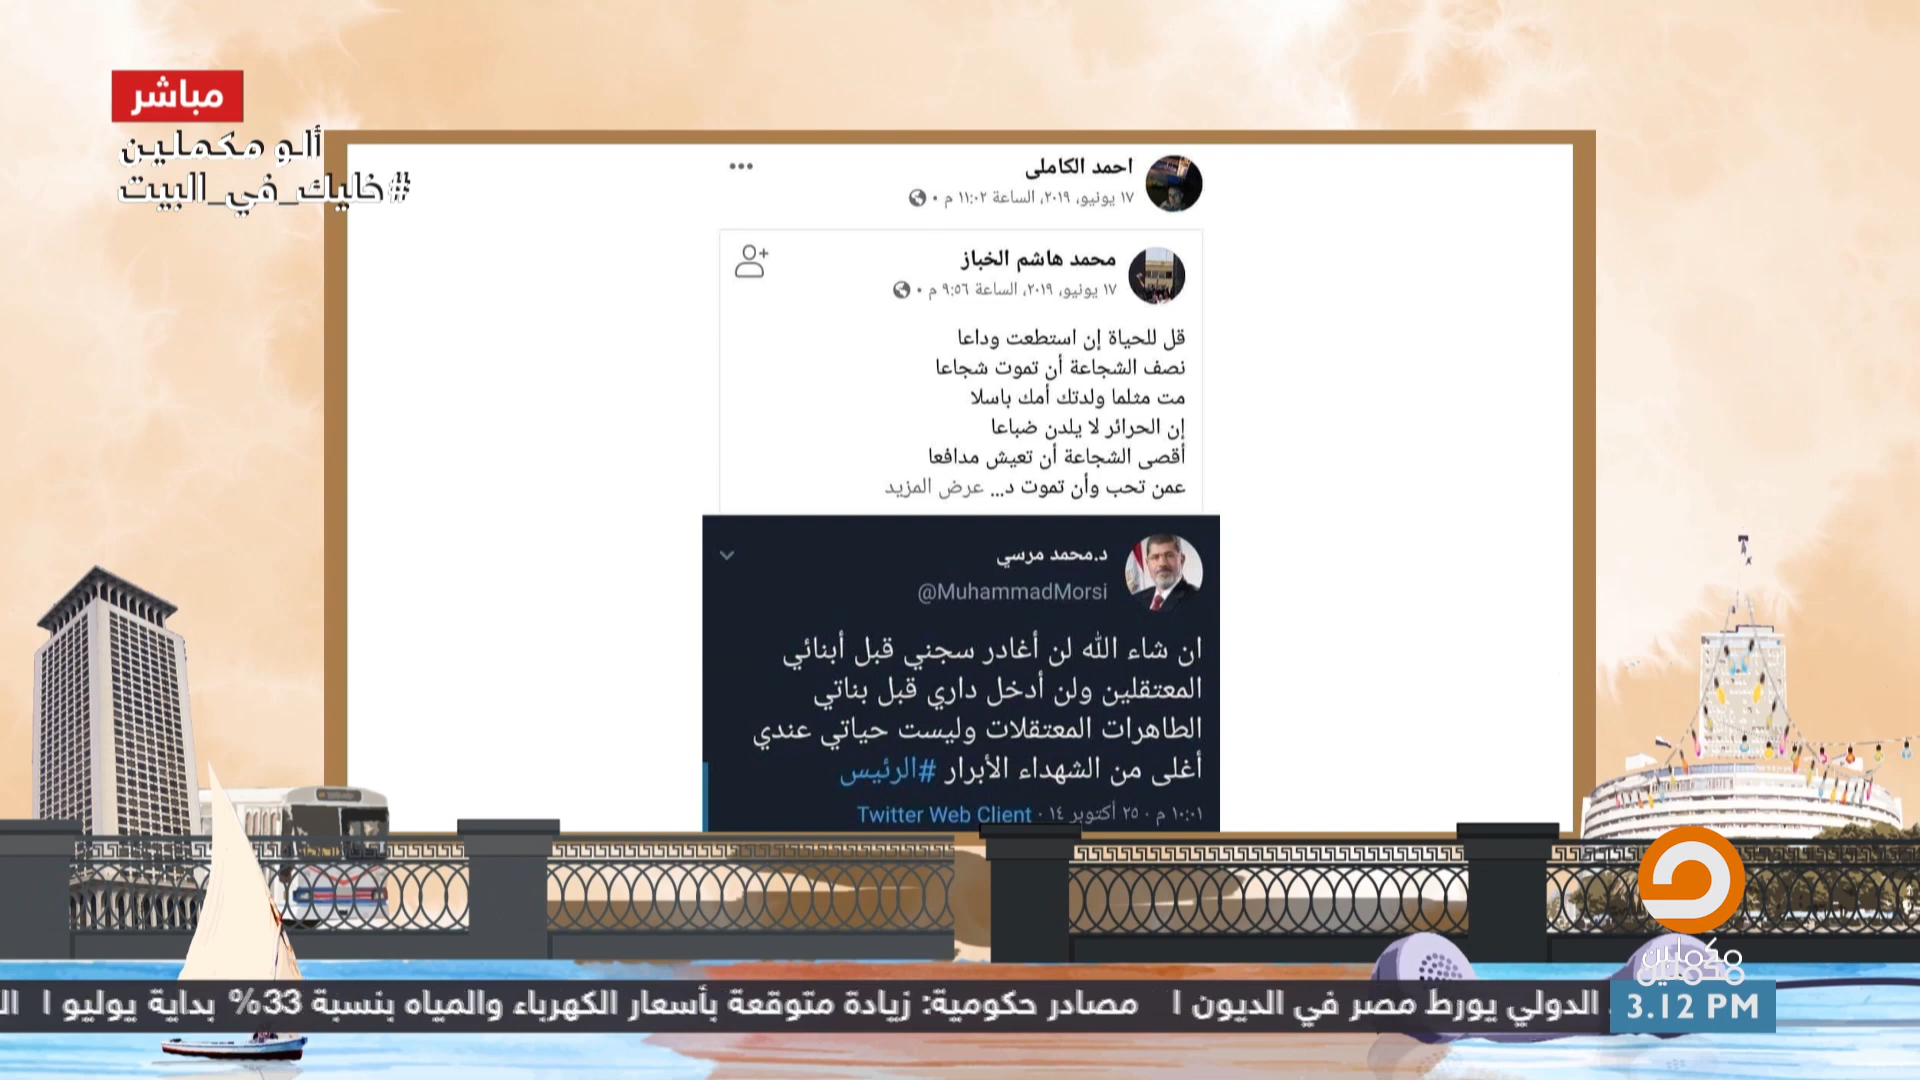 مباشر
ألو مكملين
#خليك_في_البيت
احمد الكاملى
١٧ يونيو، ٢٠١٩، الساعة ١١:٠٢ م •
محمد هاشم الخباز
١٧ يونيو، ٢٠١٩، الساعة ٩:٥٦ م •
قل للحياة إن استطعت وداعا
نصف الشجاعة أن تموت شجاعا
مت مثلما ولدتك أمك باسلا
إن الحرائر لا يلدن ضباعا
أقصى الشجاعة أن تعيش مدافعا
عمن تحب وأن تموت د... عرض المزيد
د.محمد مرسي
@MuhammadMorsi
ان شاء الله لن أغادر سجني قبل أبنائي
المعتقلين ولن أدخل داري قبل بناتي
الطاهرات المعتقلات وليست حياتي عندي
أغلى من الشهداء الأبرار #الرئيس
١٠:٠١ م · ٢٥ أكتوبر ١٤ · Twitter Web Client
مكملين
الدولي يورط مصر في الديون | مصادر حكومية: زيادة متوقعة بأسعار الكهرباء والمياه بنسبة 33% بداية يوليو |
3.12 PM